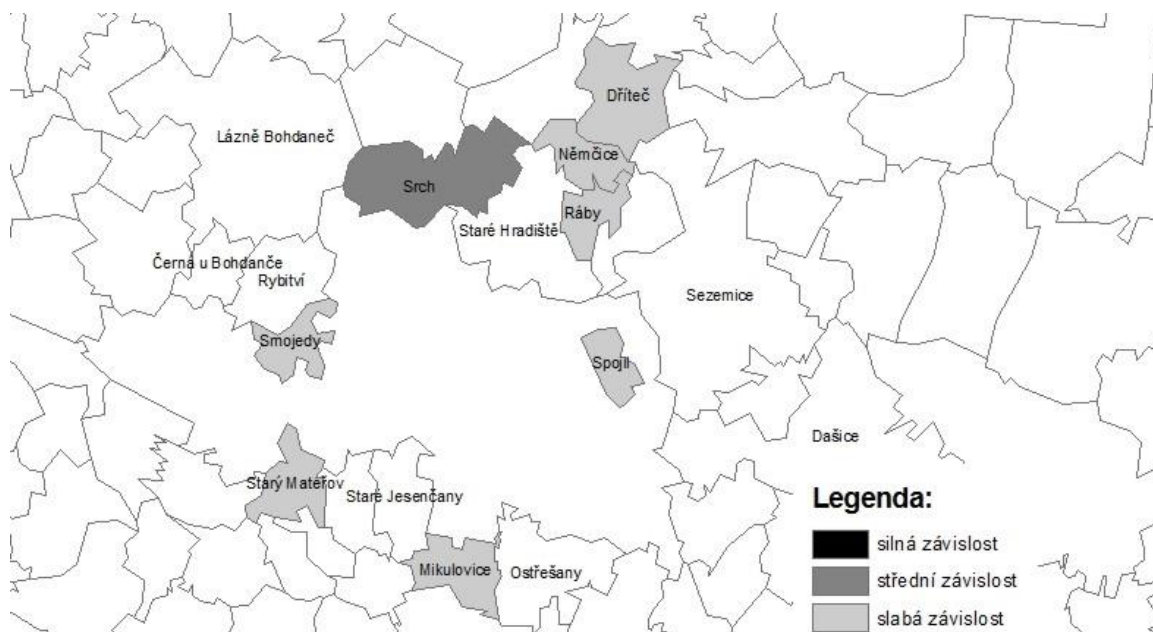 Dříteč
Lázně Bohdaneč
Němčice
Srch
Ráby
Staré Hradiště
Černá u Bohdanče
Rybitví
Sezemice
Smojedy
Spojil
Dašice
Starý Matěřov
Staré Jesenčany
Legenda:
silná závislost
Mikulovice
Ostřešany
střední závislost
slabá závislost